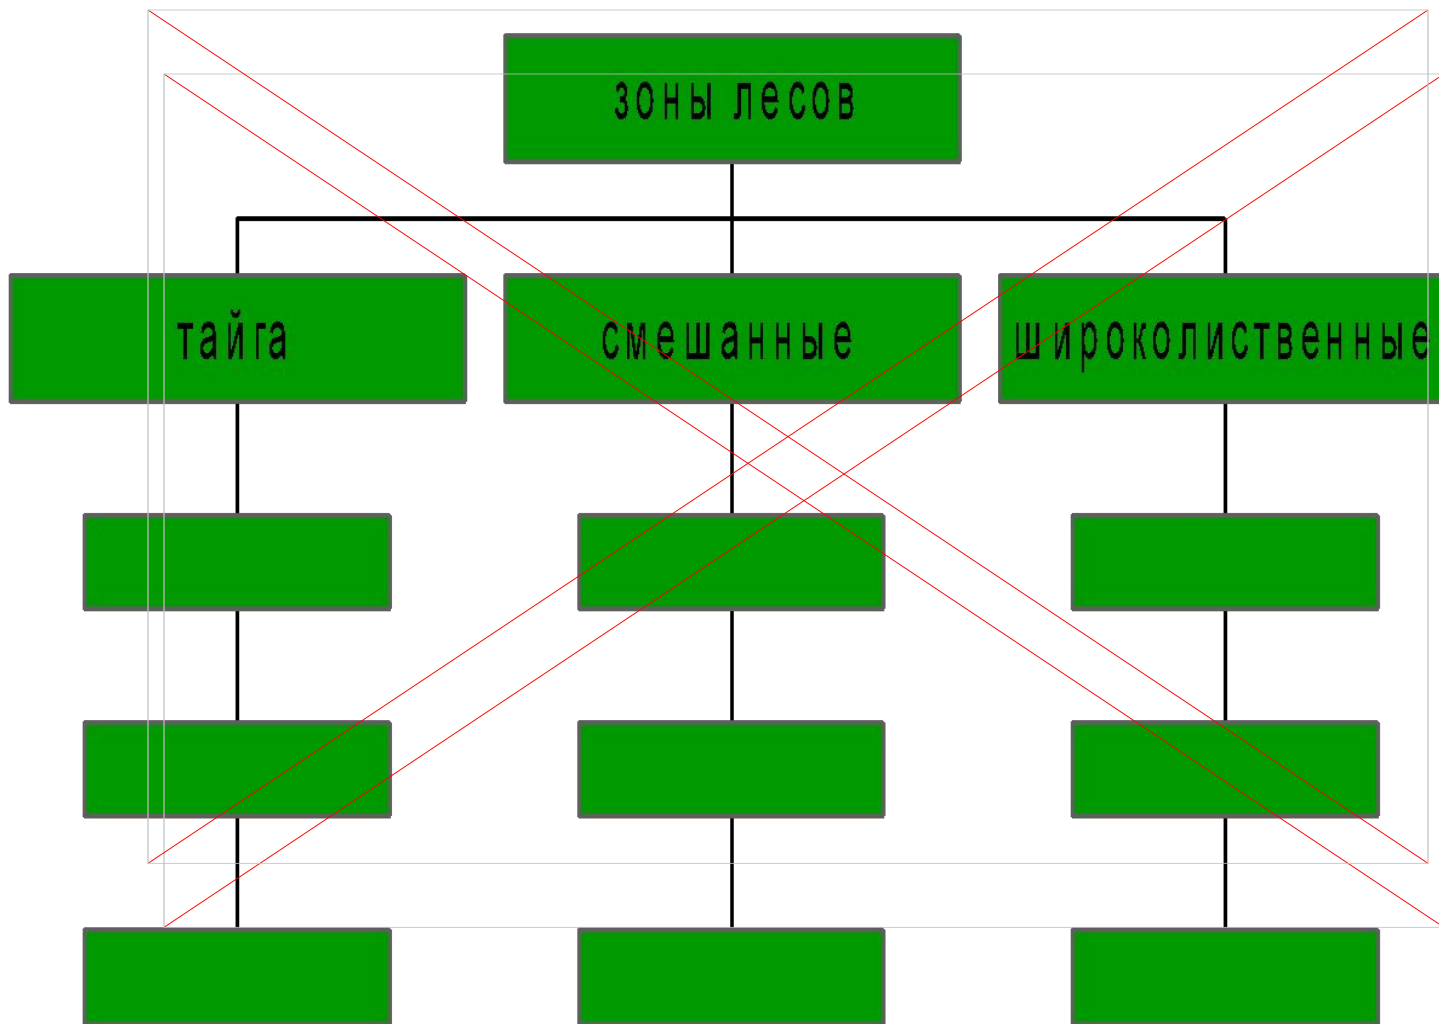 зоны лесов
тайга
смешанные
широколиственные